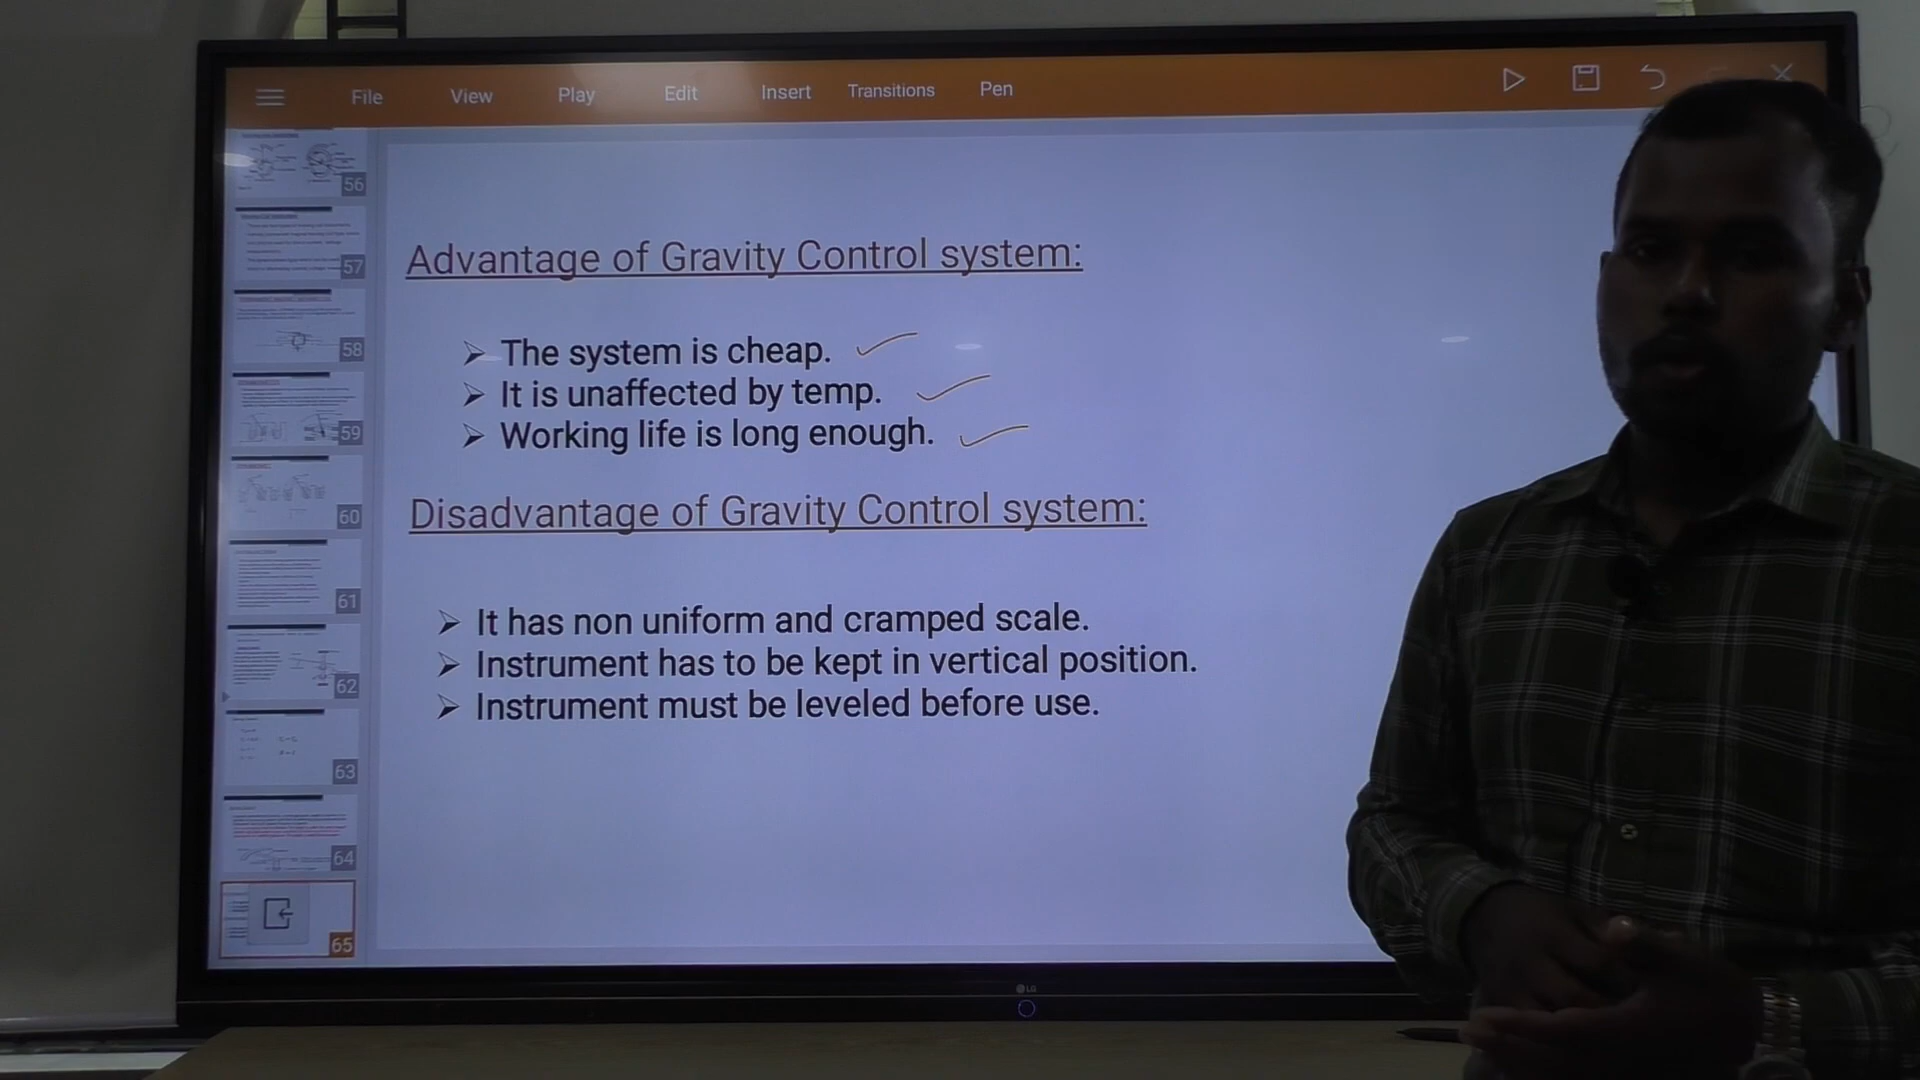 File View Play Edit Insert Transitions Pen
56
57
58
59
60
61
62
63
64
65
Advantage of Gravity Control system:
The system is cheap.
It is unaffected by temp.
Working life is long enough.
Disadvantage of Gravity Control system:
It has non uniform and cramped scale.
Instrument has to be kept in vertical position.
Instrument must be leveled before use.
LG